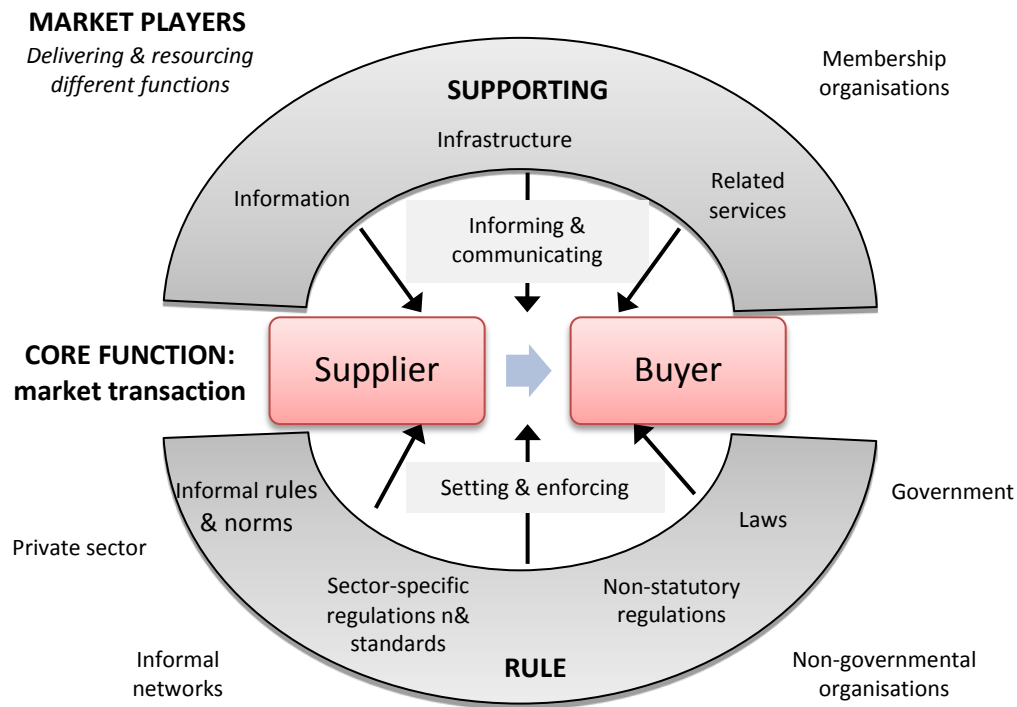 MARKET PLAYERS
Delivering & resourcing
different functions
Membership
organisations
SUPPORTING
Infrastructure
Information
Related
services
Informing &
communicating
CORE FUNCTION:
market transaction
Supplier
Buyer
Setting & enforcing
Informal rules
& norms
Laws
Government
Private sector
Sector-specific
regulations n&
standards
Non-statutory
regulations
RULE
Informal
networks
Non-governmental
organisations